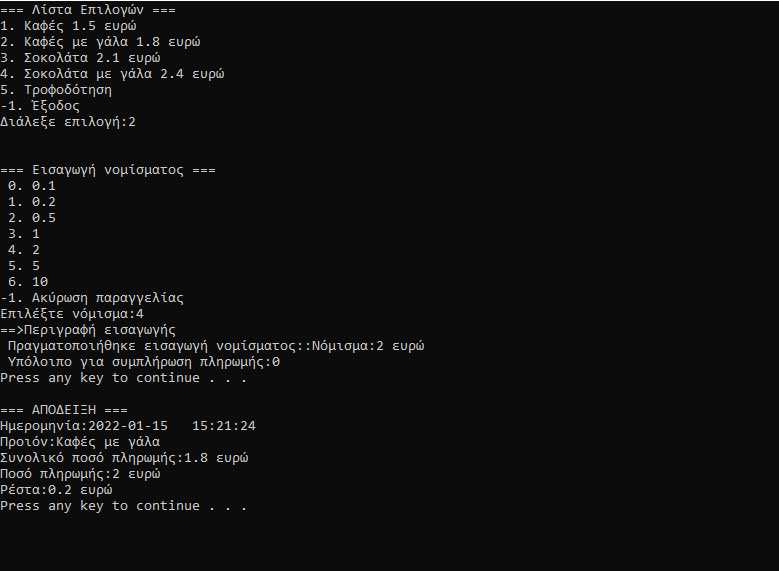 === Λίστα Επιλογών ===
1. Καφές 1.5 ευρώ
2. Καφές με γάλα 1.8 ευρώ
3. Σοκολάτα 2.1 ευρώ
4. Σοκολάτα με γάλα 2.4 ευρώ
5. Τροφοδότηση
-1. Έξοδος
Διάλεξε επιλογή:2
=== Εισαγωγή νομίσματος ===
0. 0.1
1. 0.2
2. 0.5
3. 1
4. 2
5. 5
6. 10
-1. Ακύρωση παραγγελίας
Επιλέξτε νόμισμα:4
==>Περιγραφή εισαγωγής
Πραγματοποιήθηκε εισαγωγή νομίσματος::Νόμισμα:2 ευρώ
Υπόλοιπο για συμπλήρωση πληρωμής:0
Press any key to continue . . .
=== ΑΠΟΔΕΙΞΗ ===
Ημερομηνία:2022-01-15   15:21:24
Προιόν:Καφές με γάλα
Συνολικό ποσό πληρωμής:1.8 ευρώ
Ποσό πληρωμής:2 ευρώ
Ρέστα:0.2 ευρώ
Press any key to continue . . .